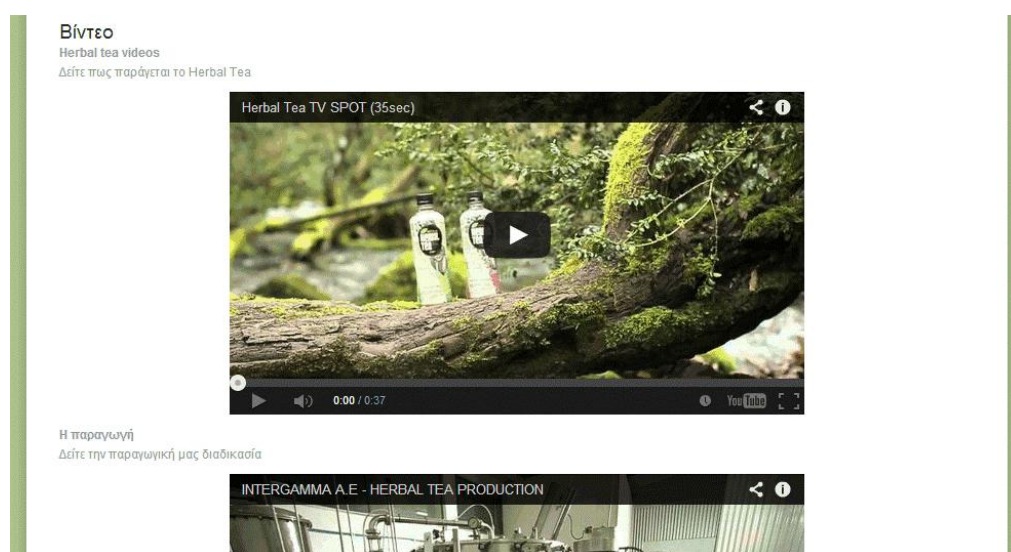 Βίντεο
Herbal tea videos
Δείτε πως παράγεται το Herbal Tea
Herbal Tea TV SPOT (35sec)
0:00 / 0:37
YouTube
Η παραγωγή
Δείτε την παραγωγική μας διαδικασία
INTERGAMMA A.E - HERBAL TEA PRODUCTION